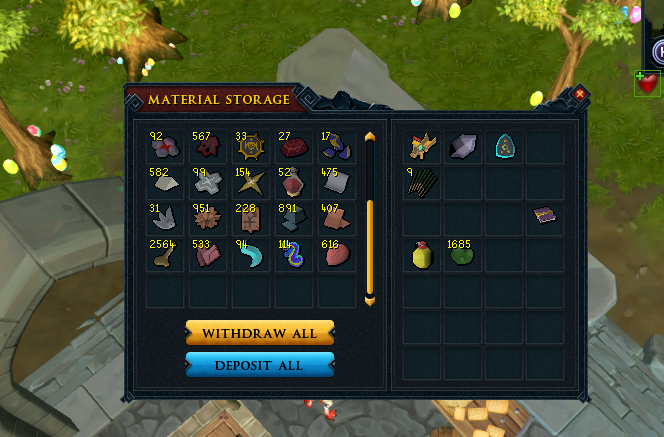 MATERIAL STORAGE
92 567 33 27 17
582 99 154 52 475
31 951 228 891 407
2564 533 94 114 616
9
1685
WITHDRAW ALL
DEPOSIT ALL